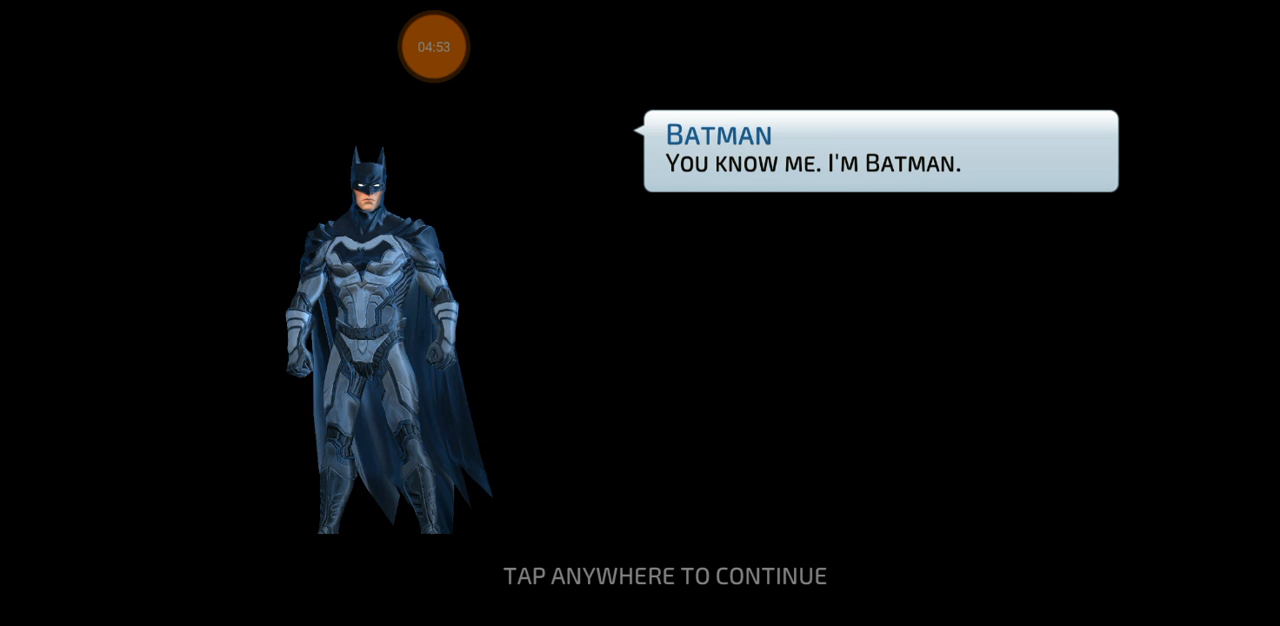 04:53
BATMAN
YOU KNOW ME. I'M BATMAN.
TAP ANYWHERE TO CONTINUE